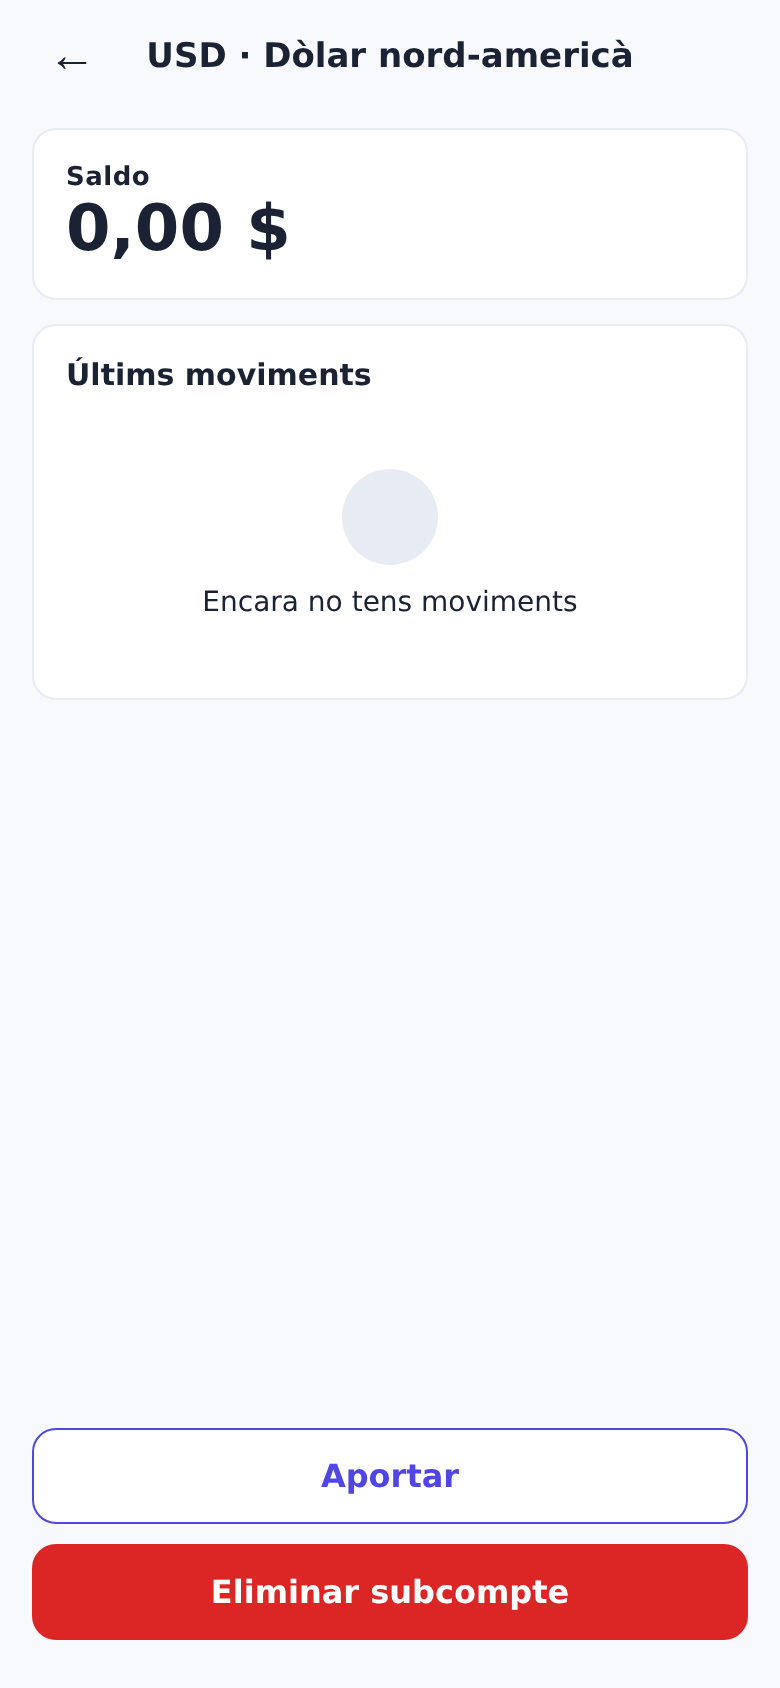 ← USD · Dòlar nord-americà
Saldo
0,00 $
Últims moviments
Encara no tens moviments
Aportar
Eliminar subcompte